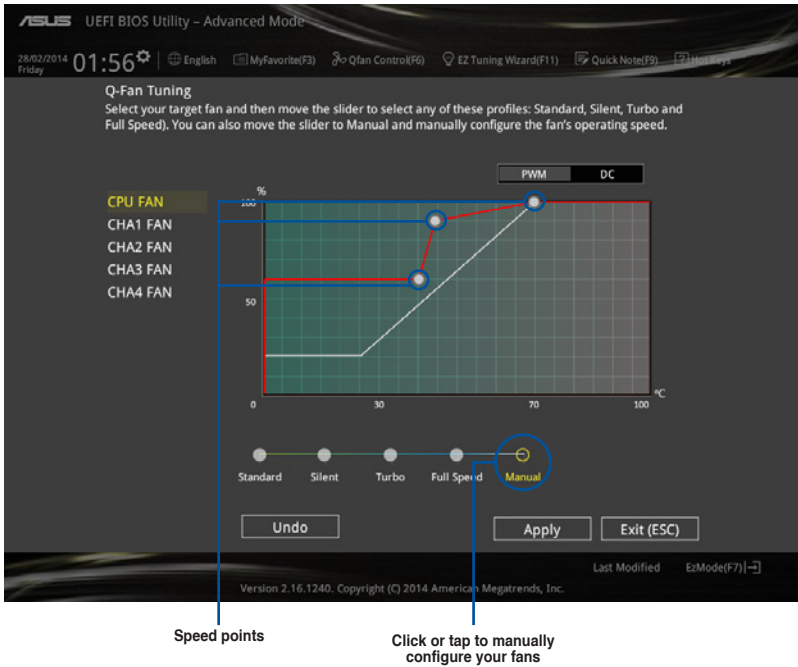 ASUS UEFI BIOS Utility – Advanced Mode
28/02/2014
Friday
01:56 English MyFavorite(F3) Qfan Control(F6) EZ Tuning Wizard(F11) Quick Note(F9) Hot Keys
Q-Fan Tuning
Select your target fan and then move the slider to select any of these profiles: Standard, Silent, Turbo and
Full Speed). You can also move the slider to Manual and manually configure the fan's operating speed.
PWM DC
CPU FAN
CHA1 FAN
CHA2 FAN
CHA3 FAN
CHA4 FAN
%
100
50
°C
0 30 70 100
Standard Silent Turbo Full Speed Manual
Undo Apply Exit (ESC)
Last Modified EzMode(F7)
Version 2.16.1240. Copyright (C) 2014 American Megatrends, Inc.
Speed points
Click or tap to manually
configure your fans